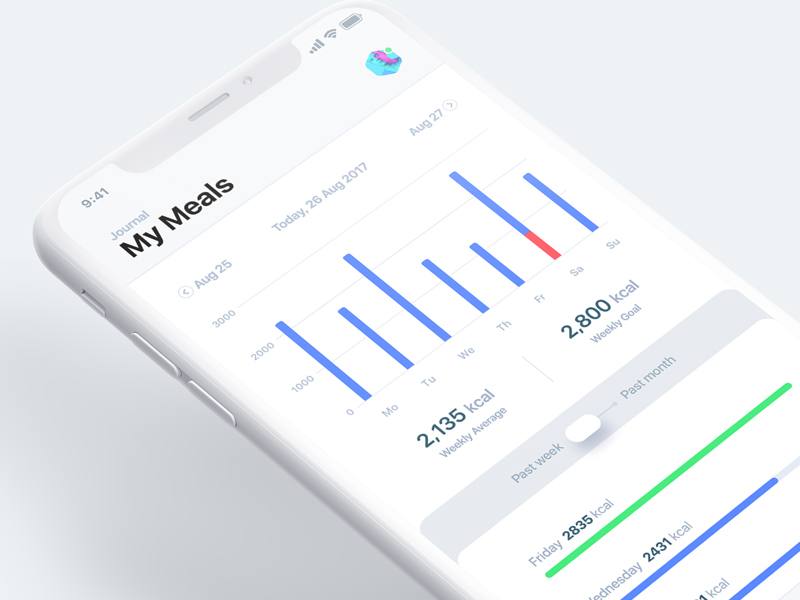 9:41
Journal
My Meals
Aug 25
Today, 26 Aug 2017
Aug 27
3000
2000
1000
0
Mo
Tu
We
Th
Fr
Sa
Su
2,135 kcal
Weekly Average
2,800 kcal
Weekly Goal
Past week
Past month
Friday 2835 kcal
ednesday 2431 kcal
kcal